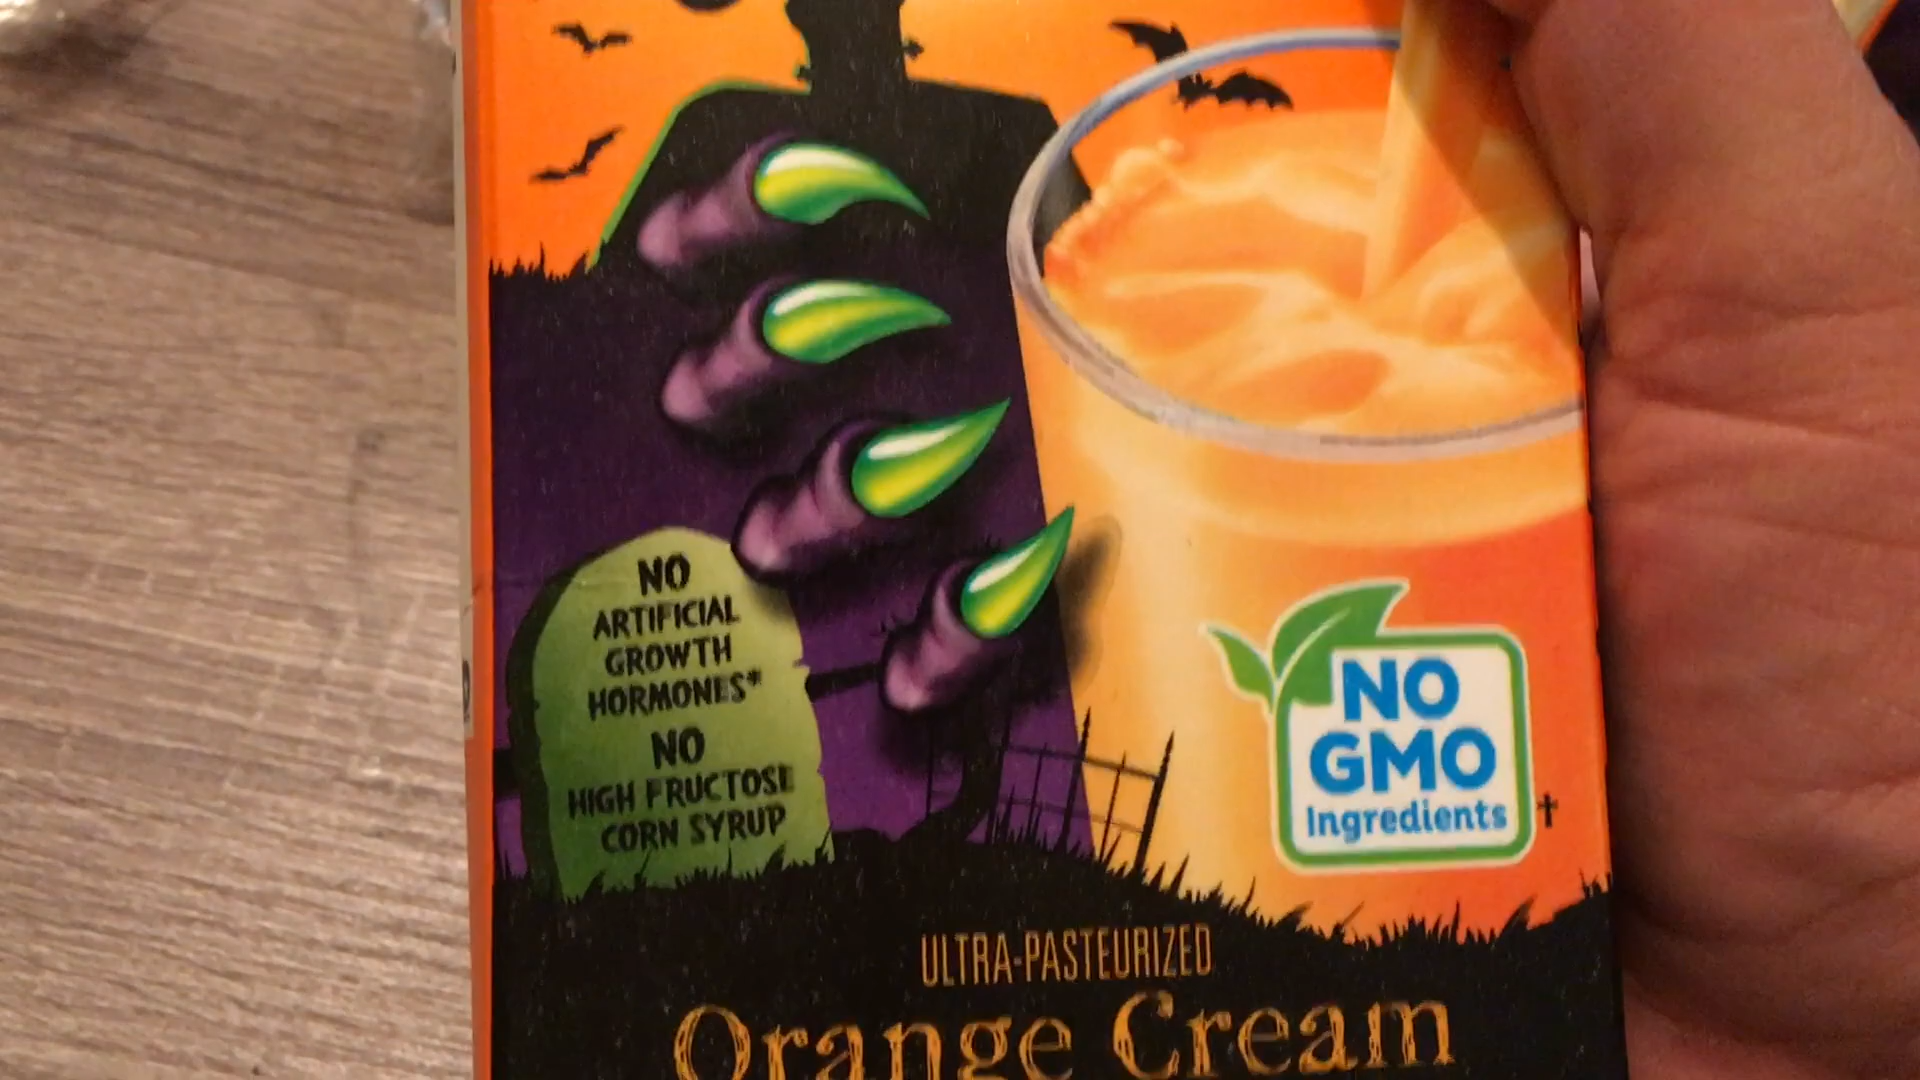 NO
ARTIFICIAL
GROWTH
HORMONES*
NO
HIGH FRUCTOSE
CORN SYRUP
NO
GMO
Ingredients †
ULTRA-PASTEURIZED
Orange Cream